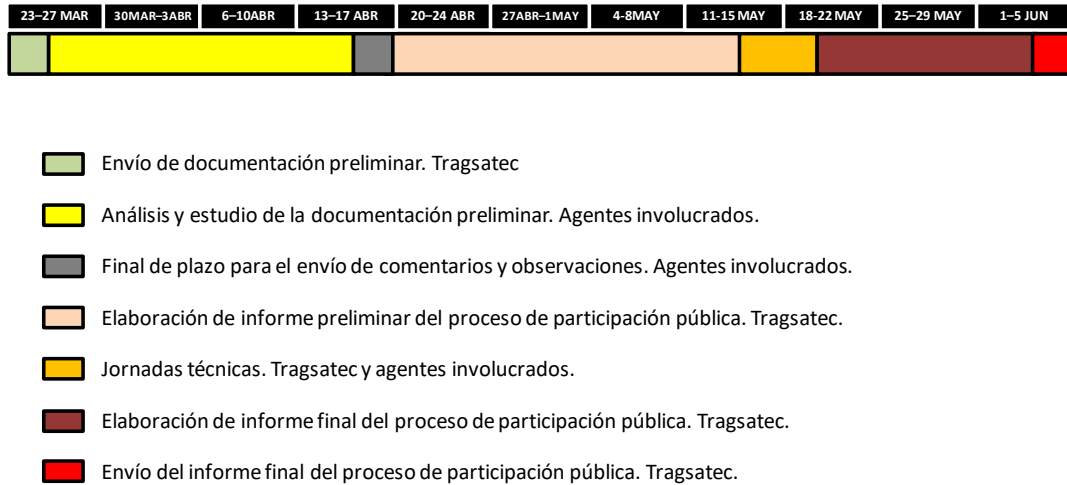 23–27 MAR 30MAR–3ABR 6–10ABR 13–17 ABR 20–24 ABR 27ABR–1MAY 4-8MAY 11-15 MAY 18-22 MAY 25–29 MAY 1–5 JUN
Envío de documentación preliminar. Tragsatec
Análisis y estudio de la documentación preliminar. Agentes involucrados.
Final de plazo para el envío de comentarios y observaciones. Agentes involucrados.
Elaboración de informe preliminar del proceso de participación pública. Tragsatec.
Jornadas técnicas. Tragsatec y agentes involucrados.
Elaboración de informe final del proceso de participación pública. Tragsatec.
Envío del informe final del proceso de participación pública. Tragsatec.